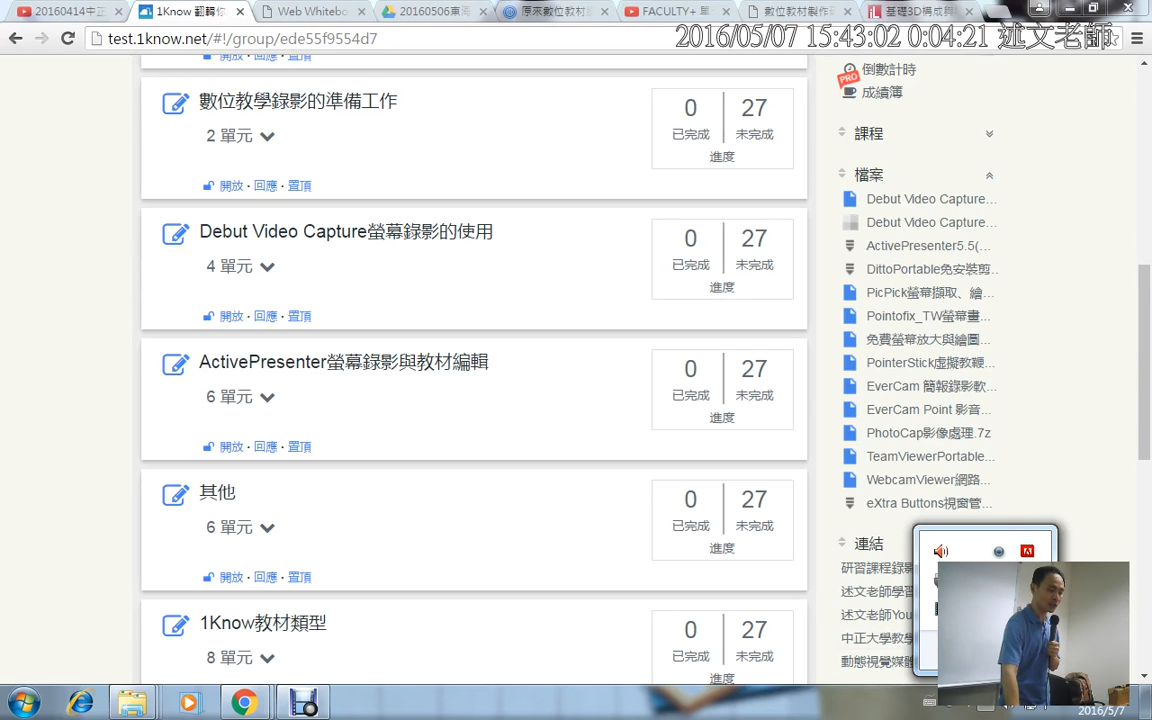 20160414中正
1Know 翻轉你
Web Whitebo
20160506東海
原來數位教材
FACULTY+ 單
數位教材製作研
基礎3D構成與
test.1know.net/#!/group/ede55f9554d7
2016/05/07 15:43:02 0:04:21 述文老師
開放 · 回應 · 置頂
數位教學錄影的準備工作
2 單元
0 27
已完成 未完成
進度
開放 · 回應 · 置頂
Debut Video Capture螢幕錄影的使用
4 單元
0 27
已完成 未完成
進度
開放 · 回應 · 置頂
ActivePresenter螢幕錄影與教材編輯
6 單元
0 27
已完成 未完成
進度
開放 · 回應 · 置頂
其他
6 單元
0 27
已完成 未完成
進度
開放 · 回應 · 置頂
1Know教材類型
8 單元
0 27
已完成 未完成
進度
倒數計時
PRO
成績簿
課程
檔案
Debut Video Capture...
Debut Video Capture...
ActivePresenter5.5(...
DittoPortable免安裝剪...
PicPick螢幕擷取、繪...
Pointofix_TW螢幕畫...
免費螢幕放大與繪圖...
PointerStick虛擬教鞭...
EverCam 簡報錄影軟...
EverCam Point 影音...
PhotoCap影像處理.7z
TeamViewerPortable...
WebcamViewer網路...
eXtra Buttons視窗管...
連結
研習課程錄影
述文老師學習
述文老師You
中正大學教學
動態視覺媒體
2016/5/7